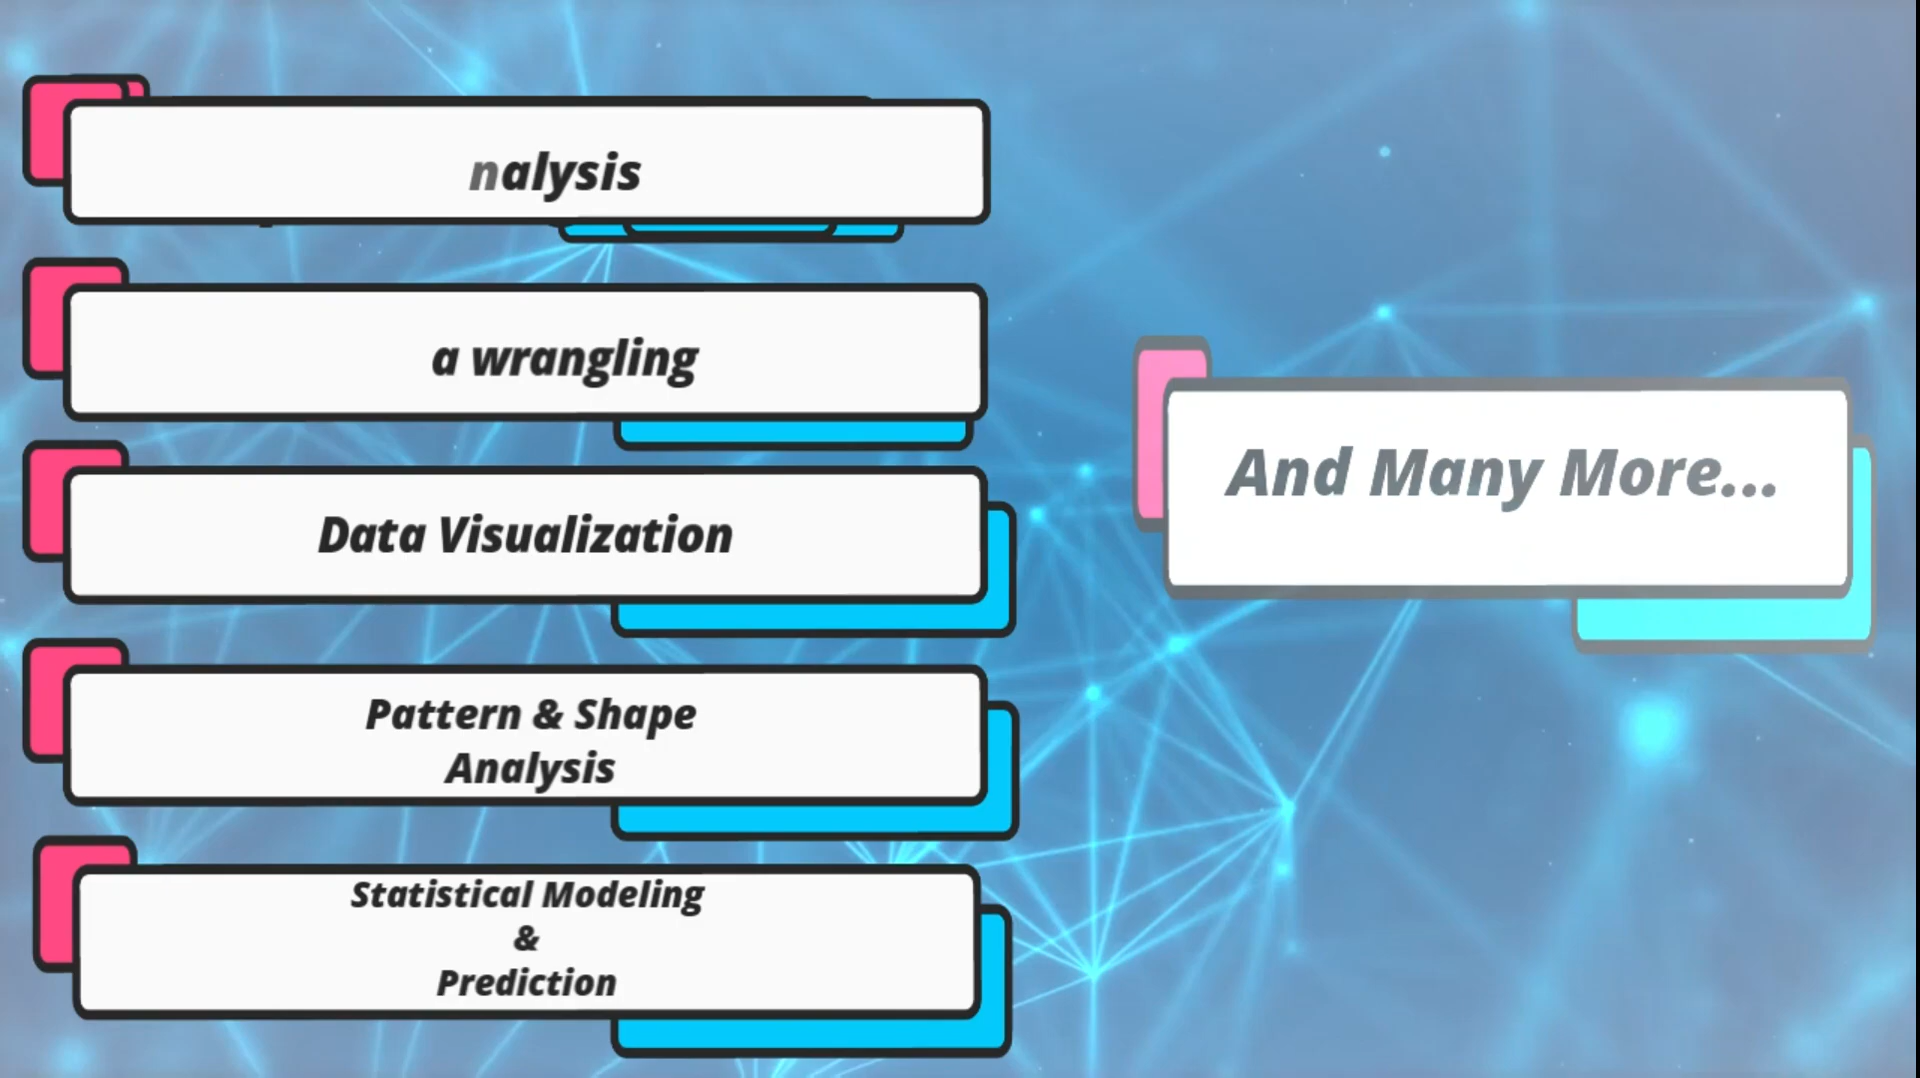 nalysis
a wrangling
Data Visualization
Pattern & Shape
Analysis
Statistical Modeling
&
Prediction
And Many More...